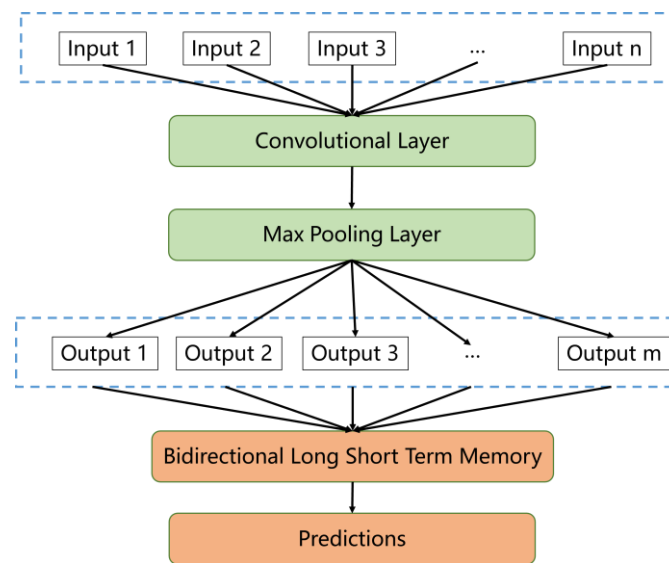 Input 1
Input 2
Input 3
...
Input n
Convolutional Layer
Max Pooling Layer
Output 1
Output 2
Output 3
...
Output m
Bidirectional Long Short Term Memory
Predictions